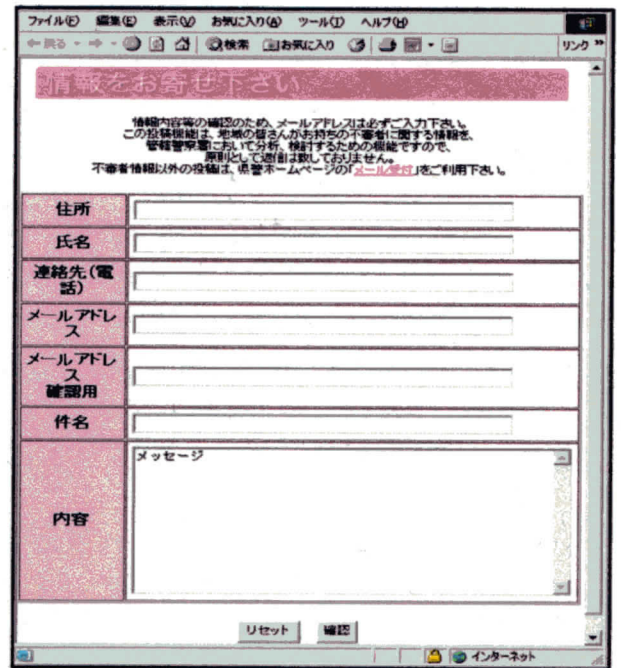 ファイル(F) 編集(E) 表示(V) お気に入り(A) ツール(T) ヘルプ(H)
戻る 検索 お気に入り リンク »
情報をお寄せ下さい
情報内容等の確認のため、メールアドレスは必ずご入力下さい。
この投稿機能は、地域の皆さんがお持ちの不審者に関する情報を、
管轄警察署において分析、検討するための機能ですので、
原則として返信は致しておりません。
不審者情報以外の投稿は、県警ホームページの「メール受付」をご利用下さい。
住所
氏名
連絡先(電
話)
メールアドレ
ス
メールアドレ
ス
確認用
件名
メッセージ
内容
リセット 確認
インターネット